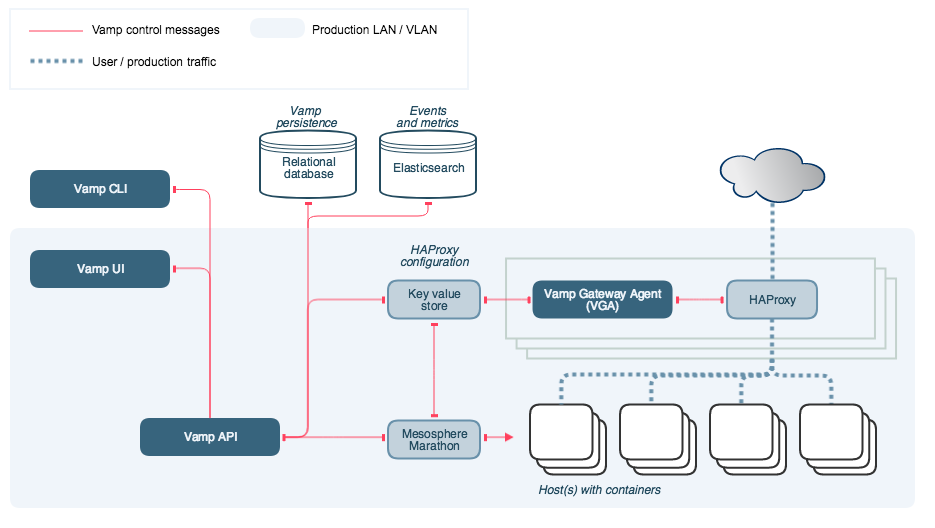 Vamp control messages
Production LAN / VLAN
User / production traffic
Vamp
persistence
Events
and metrics
Relational
database
Elasticsearch
Vamp CLI
Vamp UI
HAProxy
configuration
Key value
store
Vamp Gateway Agent
(VGA)
HAProxy
Vamp API
Mesosphere
Marathon
Host(s) with containers